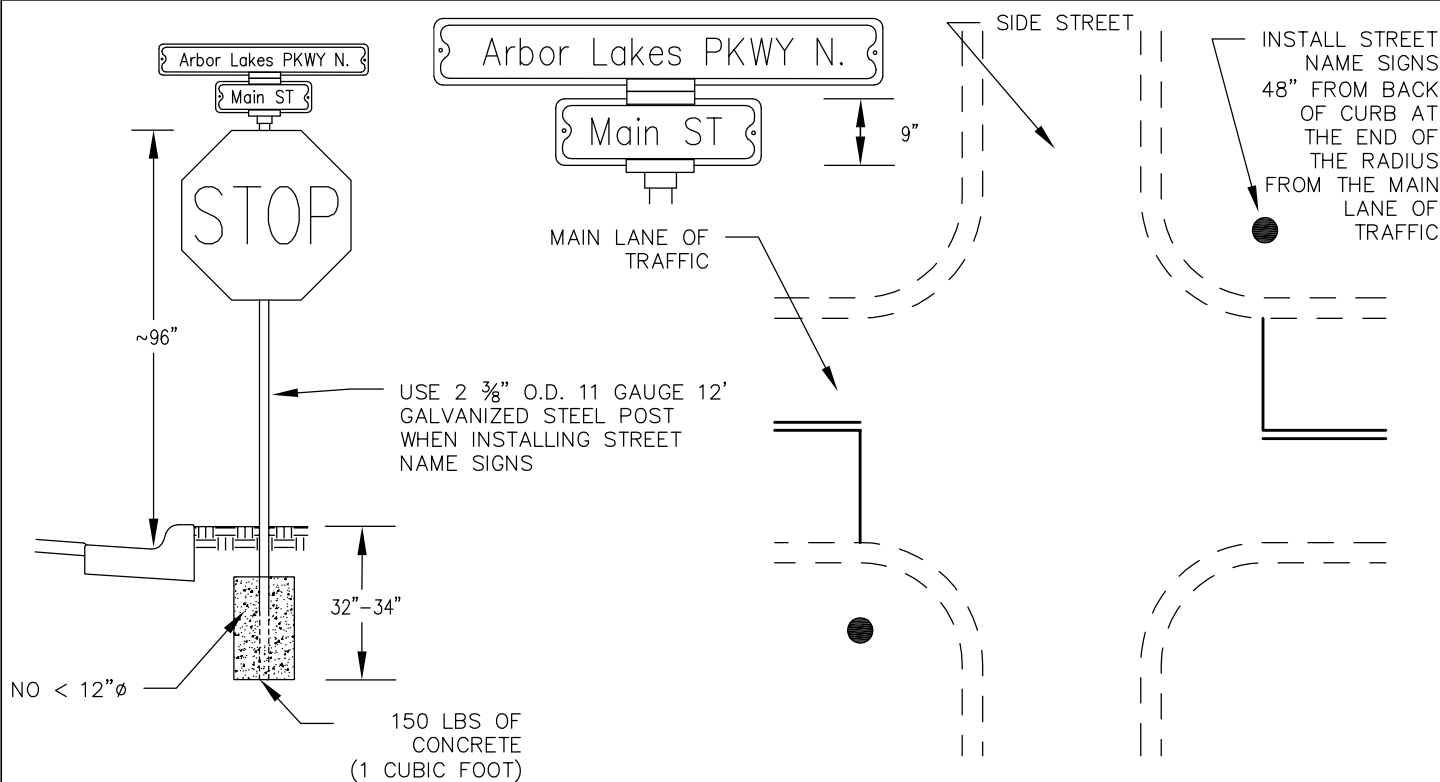 Arbor Lakes PKWY N.
Main ST
STOP
~96"
Arbor Lakes PKWY N.
Main ST
9"
SIDE STREET
INSTALL STREET
NAME SIGNS
48" FROM BACK
OF CURB AT
THE END OF
THE RADIUS
FROM THE MAIN
LANE OF
TRAFFIC
MAIN LANE OF
TRAFFIC
USE 2 ⅜" O.D. 11 GAUGE 12'
GALVANIZED STEEL POST
WHEN INSTALLING STREET
NAME SIGNS
32"-34"
NO < 12"ø
150 LBS OF
CONCRETE
(1 CUBIC FOOT)